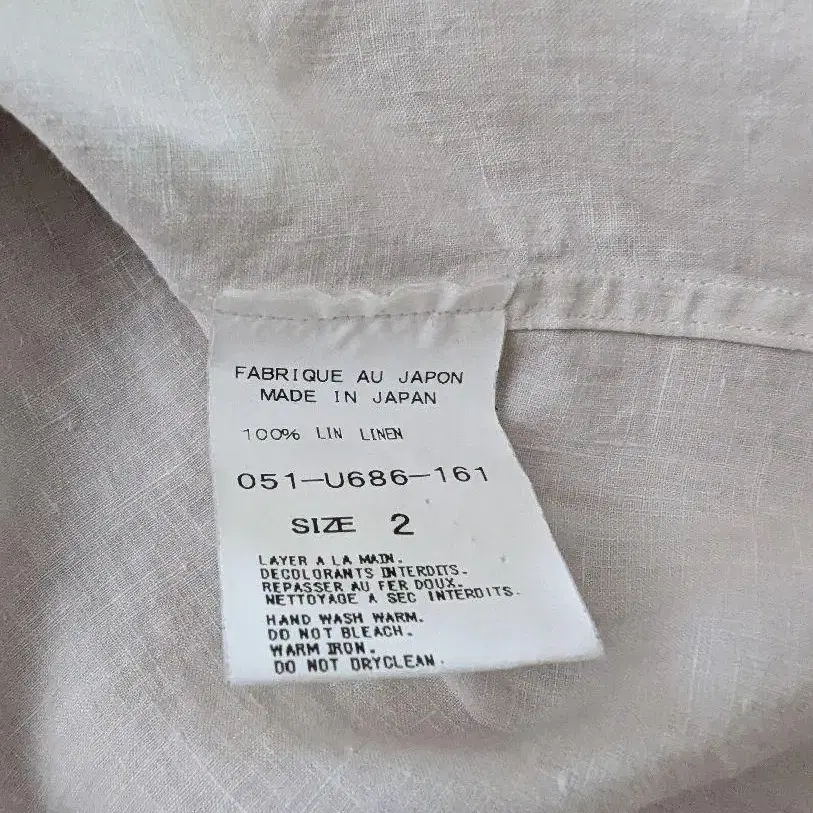 FABRIQUE AU JAPON
MADE IN JAPAN
100% LIN LINEN
051-U686-161
SIZE 2
LAYER A LA MAIN.
DECOLORANTS INTERDITS.
REPASSER AU FER DOUX.
NETTOYAGE A SEC INTERDITS.
HAND WASH WARM.
DO NOT BLEACH.
WARM IRON.
DO NOT DRYCLEAN.